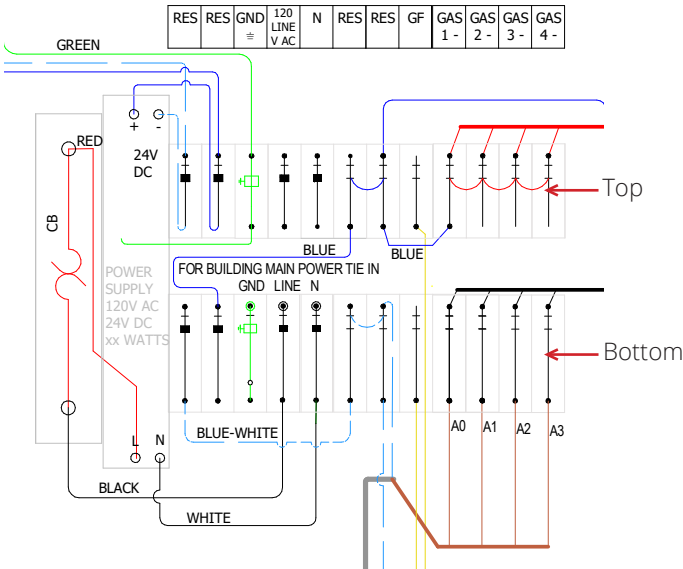 RES RES GND 120 LINE V AC N RES RES GF GAS 1 - GAS 2 - GAS 3 - GAS 4 -
GREEN
RED
+ -
24V
DC
Top
CB
BLUE BLUE
FOR BUILDING MAIN POWER TIE IN
GND LINE N
POWER
SUPPLY
120V AC
24V DC
xx WATTS
Bottom
A0 A1 A2 A3
BLUE-WHITE
L N
BLACK
WHITE